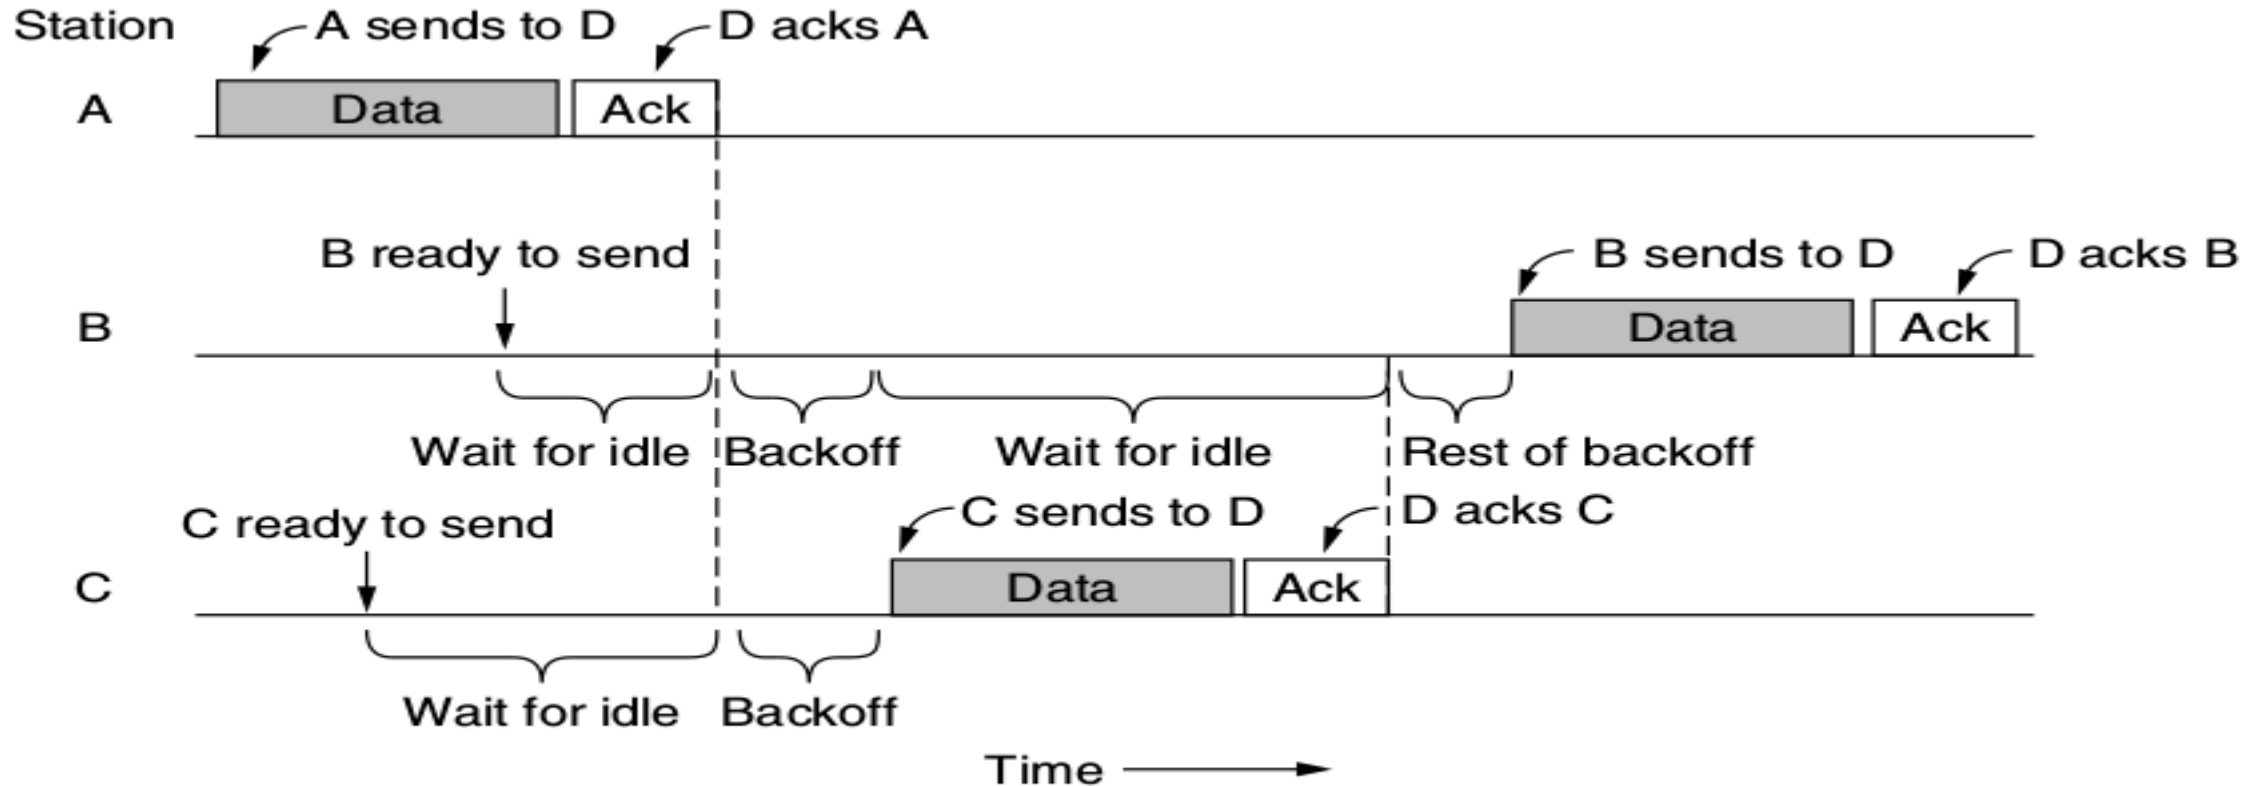 Station
A sends to D
D acks A
A
Data
Ack
B ready to send
B sends to D
D acks B
B
Data
Ack
Wait for idle
Backoff
Wait for idle
Rest of backoff
C ready to send
C sends to D
D acks C
C
Data
Ack
Wait for idle
Backoff
Time